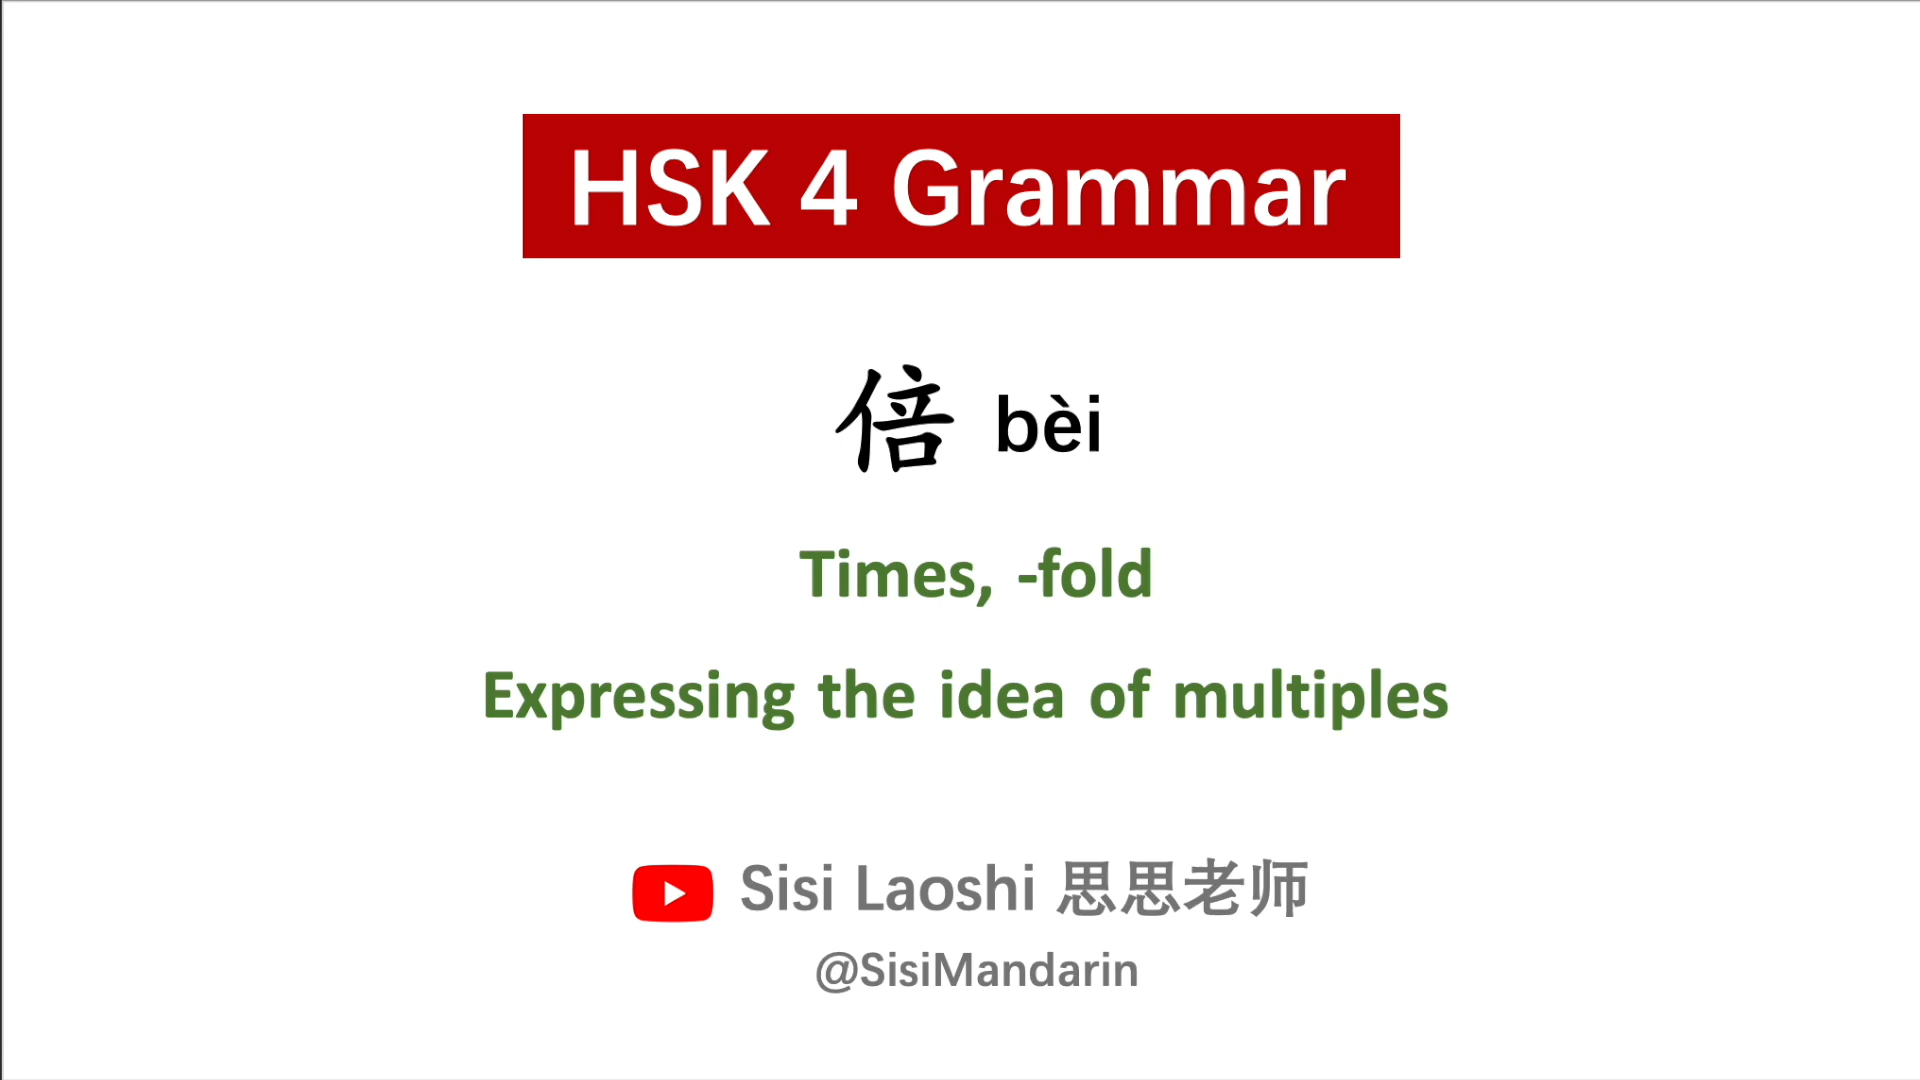 HSK 4 Grammar
倍 bèi
Times, -fold
Expressing the idea of multiples
Sisi Laoshi 思思老师
@SisiMandarin